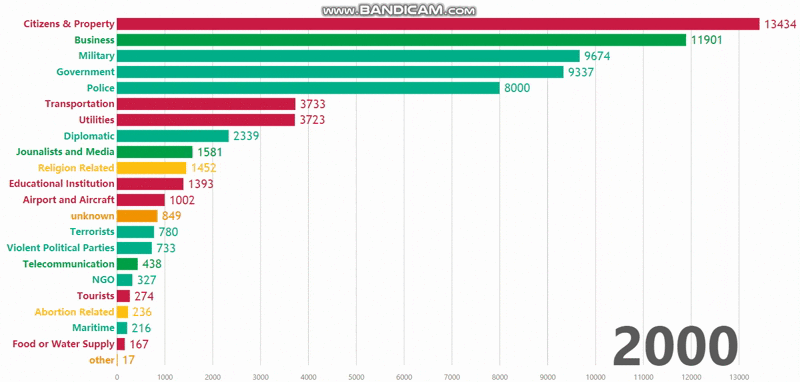 www.BANDICAM.com
Citizens & Property 13434
Business 11901
Military 9674
Government 9337
Police 8000
Transportation 3733
Utilities 3723
Diplomatic 2339
Jounalists and Media 1581
Religion Related 1452
Educational Institution 1393
Airport and Aircraft 1002
unknown 849
Terrorists 780
Violent Political Parties 733
Telecommunication 438
NGO 327
Tourists 274
Abortion Related 236
Maritime 216
Food or Water Supply 167
other 17
2000
0 1000 2000 3000 4000 5000 6000 7000 8000 9000 10000 11000 12000 13000